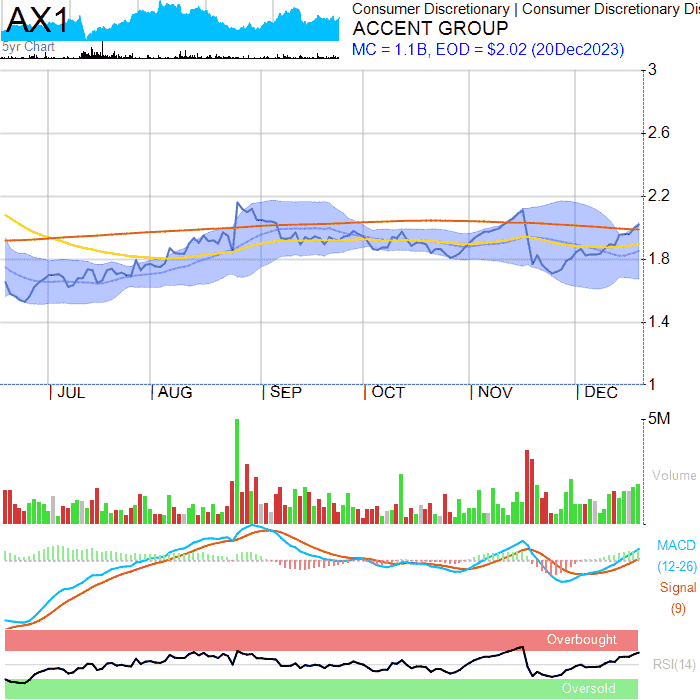 AX1
5yr Chart
Consumer Discretionary | Consumer Discretionary Dis
ACCENT GROUP
MC = 1.1B, EOD = $2.02 (20Dec2023)
3
2.6
2.2
1.8
1.4
1
| JUL | AUG | SEP | OCT | NOV | DEC
5M
Volume
MACD
(12-26)
Signal
(9)
Overbought
RSI(14)
Oversold